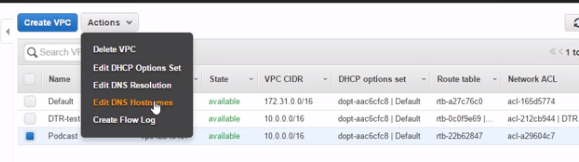 Create VPC Actions
Search VP
1 to
Delete VPC
Edit DHCP Options Set
Edit DNS Resolution
Edit DNS Hostnames
Create Flow Log
Name State VPC CIDR DHCP options set Route table Network ACL
Default available 172.31.0.0/16 dopt-aac6cfc8 | Default rtb-a27c76c0 acl-165d5774
DTR-test available 10.0.0.0/16 dopt-aac6cfc8 | Default rtb-0c0f9e69 |... acl-212cb944 | DTR
Podcast available 10.0.0.0/16 dopt-aac6cfc8 | Default rtb-22b62847 acl-a29604c7